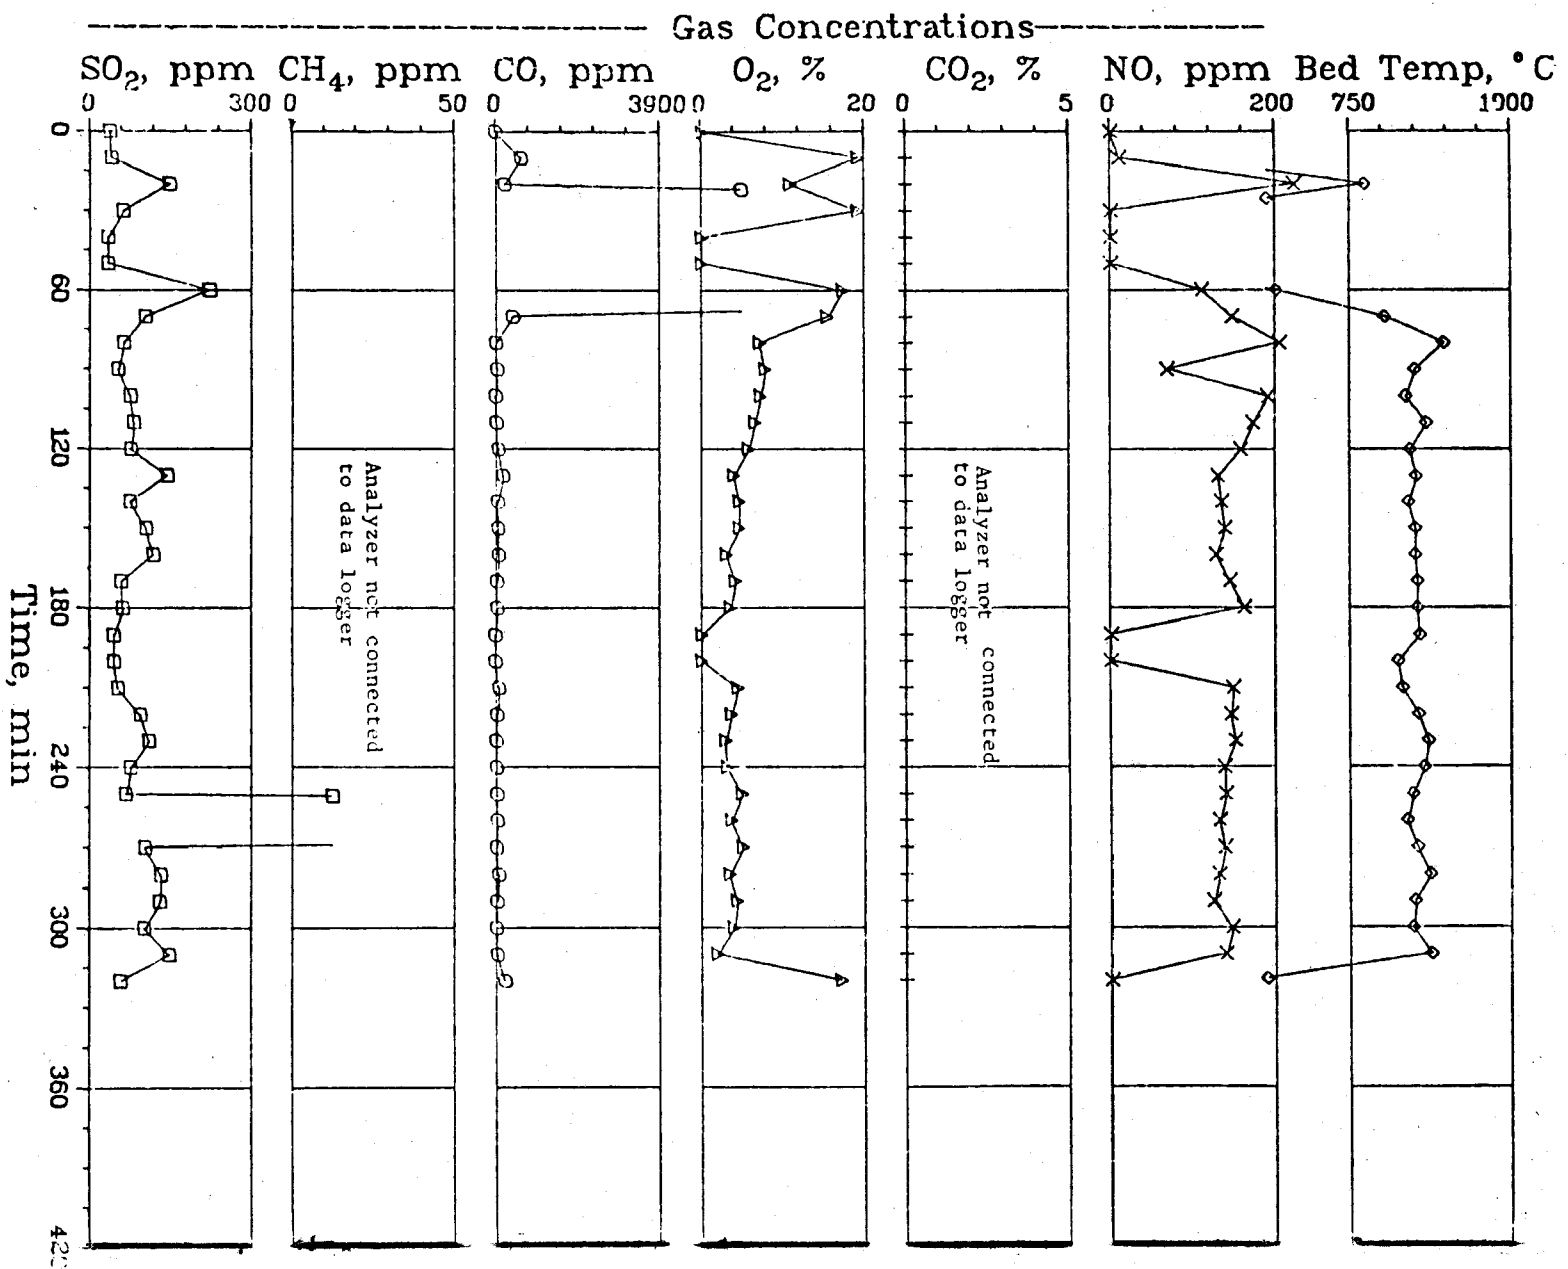 Gas Concentrations
SO2, ppm CH4, ppm CO, ppm O2, % CO2, % NO, ppm Bed Temp, °C
0 300 0 50 0 3900 0 20 0 5 0 200 750 1900
0
60
120
180
240
300
360
Time, min
Analyzer not connected
to data logger
Analyzer not connected
to data logger